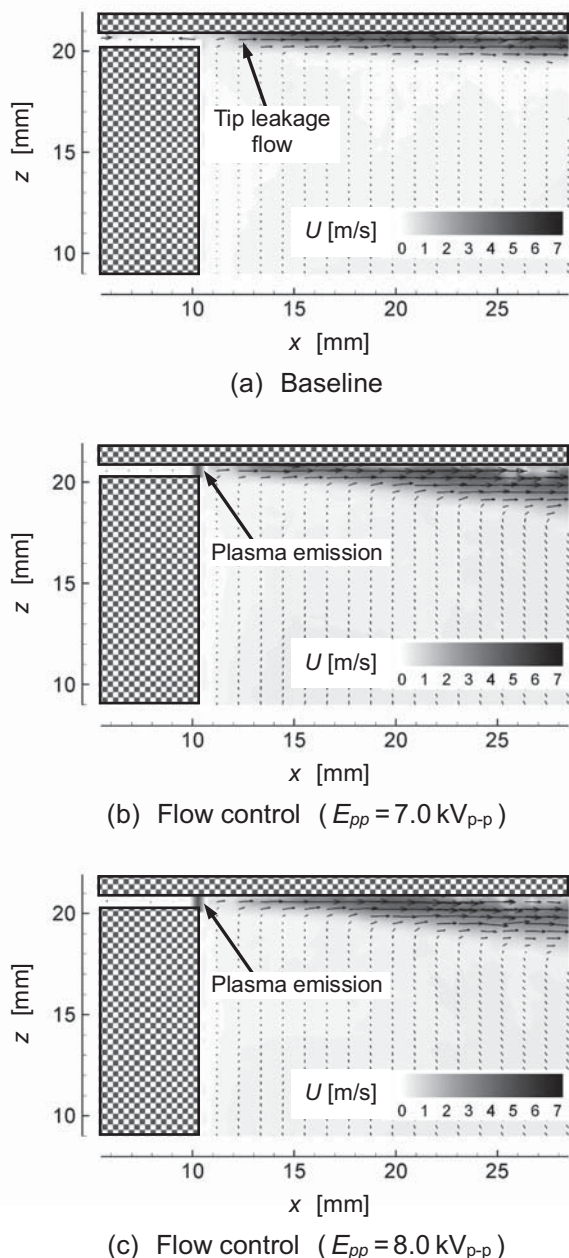 20
15
10
z [mm]
Tip leakage
flow
U [m/s]
0 1 2 3 4 5 6 7
10 15 20 25
x [mm]
(a) Baseline
20
15
10
z [mm]
Plasma emission
U [m/s]
0 1 2 3 4 5 6 7
10 15 20 25
x [mm]
(b) Flow control ( Epp = 7.0 kVp-p )
20
15
10
z [mm]
Plasma emission
U [m/s]
0 1 2 3 4 5 6 7
10 15 20 25
x [mm]
(c) Flow control ( Epp = 8.0 kVp-p )